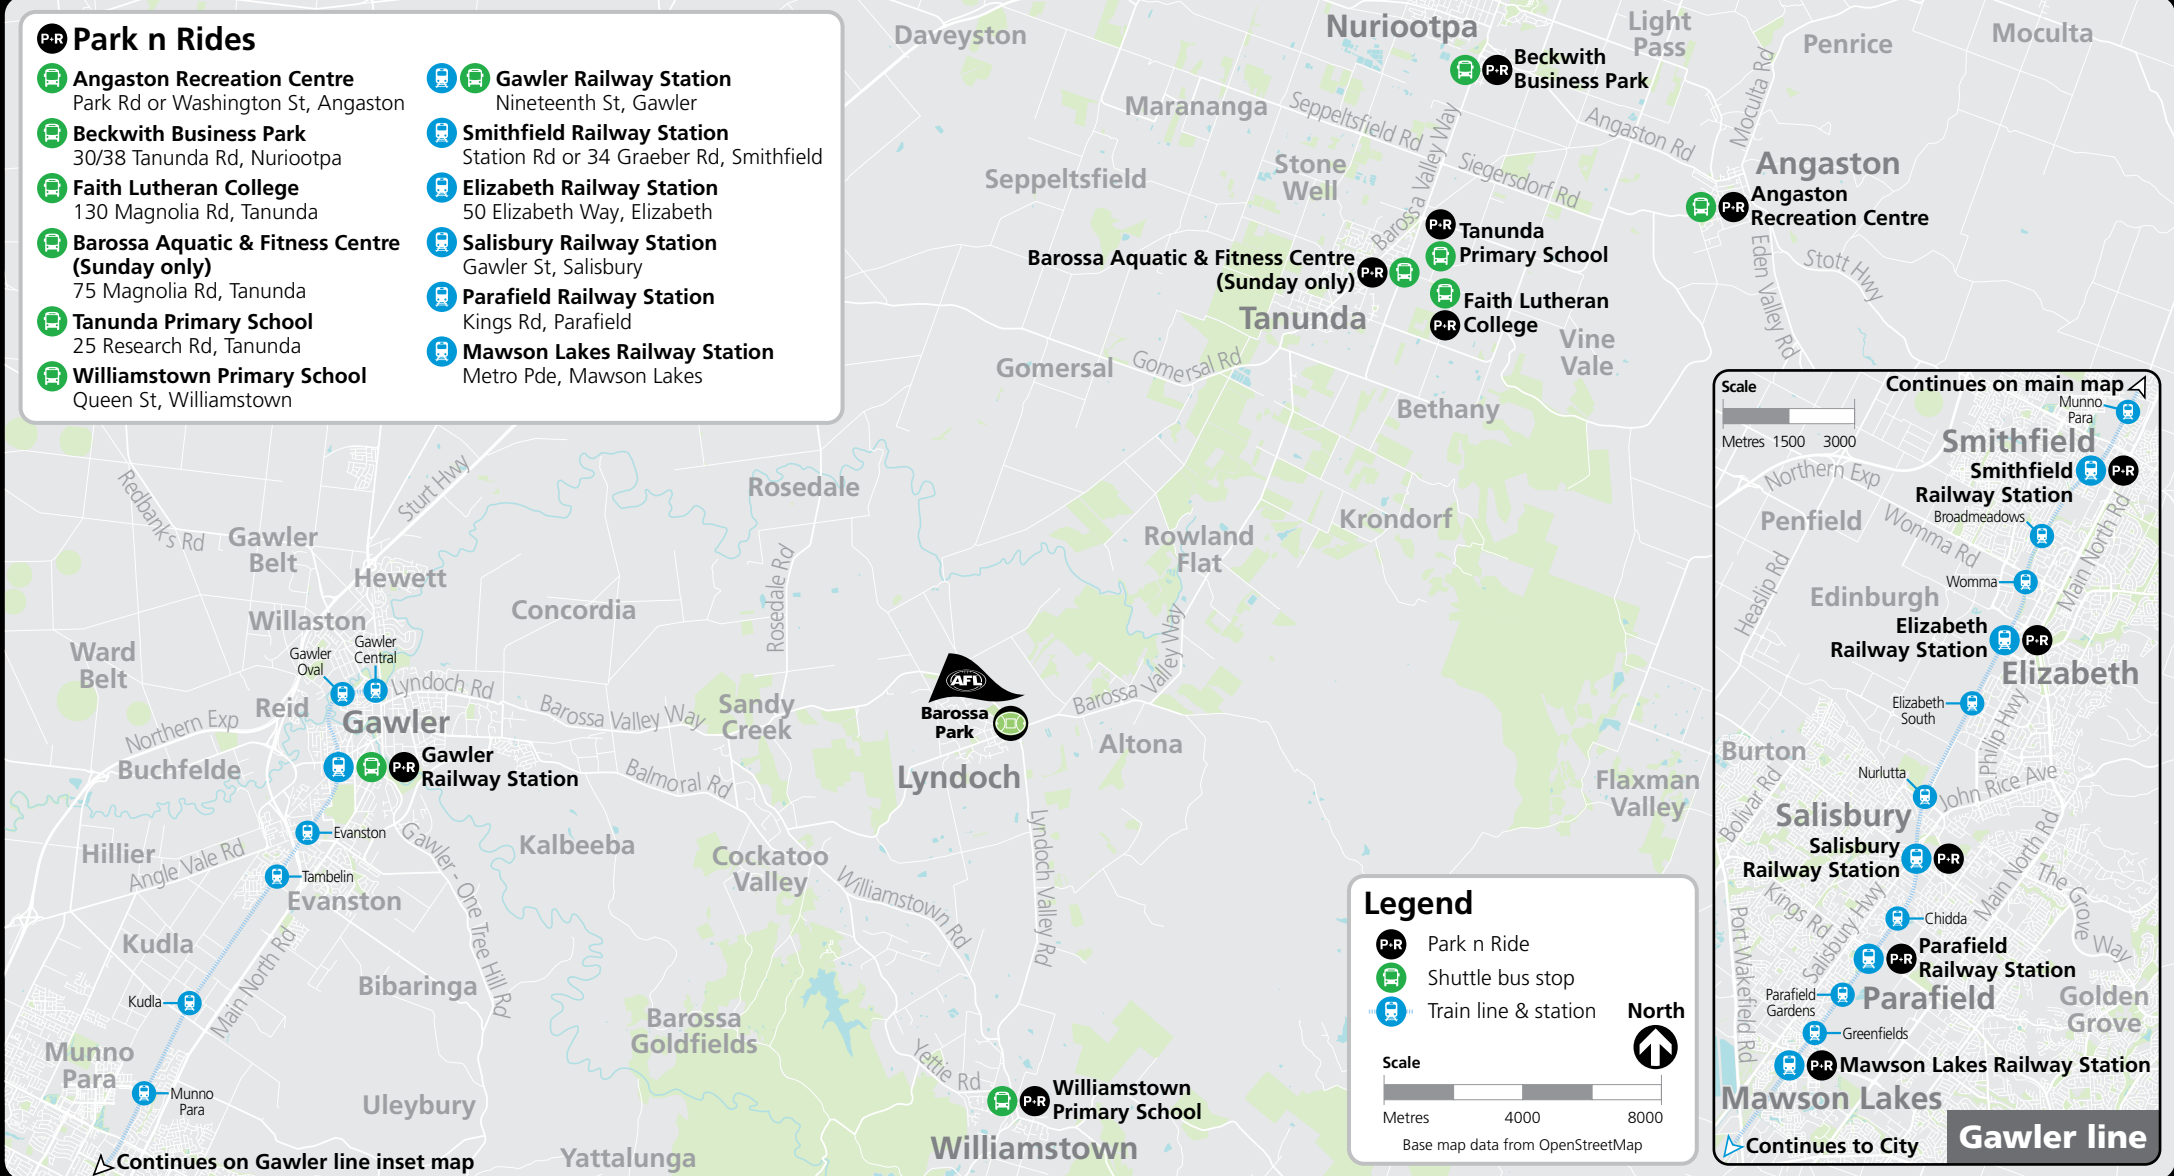 P+R Park n Rides
Angaston Recreation Centre
Park Rd or Washington St, Angaston
Beckwith Business Park
30/38 Tanunda Rd, Nuriootpa
Faith Lutheran College
130 Magnolia Rd, Tanunda
Barossa Aquatic & Fitness Centre
(Sunday only)
75 Magnolia Rd, Tanunda
Tanunda Primary School
25 Research Rd, Tanunda
Williamstown Primary School
Queen St, Williamstown
Gawler Railway Station
Nineteenth St, Gawler
Smithfield Railway Station
Station Rd or 34 Graeber Rd, Smithfield
Elizabeth Railway Station
50 Elizabeth Way, Elizabeth
Salisbury Railway Station
Gawler St, Salisbury
Parafield Railway Station
Kings Rd, Parafield
Mawson Lakes Railway Station
Metro Pde, Mawson Lakes
Daveyston
Nuriootpa
Light
Pass
Penrice
Moculta
P+R
Beckwith
Business Park
Marananga
Seppeltsfield Rd
Barossa Valley Way
Angaston Rd
Moculta Rd
Stone
Well
Siegersdorf Rd
Seppeltsfield
Angaston
P+R
Angaston
Recreation Centre
P+R
Tanunda
Primary School
Barossa Aquatic & Fitness Centre
(Sunday only)
P+R
Faith Lutheran
College
P+R
Tanunda
Eden Valley Rd
Stott Hwy
Vine
Vale
Gomersal
Gomersal Rd
Bethany
Rosedale
Redbanks Rd
Sturt Hwy
Gawler
Belt
Hewett
Rosedale Rd
Rowland
Flat
Krondorf
Concordia
Willaston
Ward
Belt
Gawler
Oval
Gawler
Central
Lyndoch Rd
Reid
Gawler
Northern Exp
Buchfelde
Barossa Valley Way
Sandy
Creek
AFL
Barossa
Park
Barossa Valley Way
Altona
Lyndoch
P+R
Gawler
Railway Station
Balmoral Rd
Flaxman
Valley
Evanston
Hillier
Angle Vale Rd
Tambelin
Evanston
Gawler - One Tree Hill Rd
Kalbeeba
Cockatoo
Valley
Williamstown Rd
Lyndoch Valley Rd
Kudla
Kudla
Main North Rd
Bibaringa
Barossa
Goldfields
Munno
Para
Munno
Para
Uleybury
Yettie Rd
P+R
Williamstown
Primary School
Williamstown
Yattalunga
Continues on Gawler line inset map
Legend
P+R Park n Ride
Shuttle bus stop
Train line & station
North
Scale
Metres 4000 8000
Base map data from OpenStreetMap
Scale
Metres 1500 3000
Continues on main map
Munno
Para
Smithfield
Northern Exp
Smithfield
Railway Station
P+R
Broadmeadows
Penfield
Womma Rd
Main North Rd
Heaslip Rd
Womma
Edinburgh
Elizabeth
Railway Station
P+R
Elizabeth
Elizabeth
South
Philip Hwy
Burton
Bolivar Rd
Nurlutta
John Rice Ave
Salisbury
Salisbury
Railway Station
P+R
Main North Rd
The Grove Way
Kings Rd
Salisbury Hwy
Chidda
Port Wakefield Rd
P+R
Parafield
Railway Station
Parafield
Gardens
Parafield
Golden
Grove
Greenfields
P+R
Mawson Lakes Railway Station
Mawson Lakes
Continues to City
Gawler line